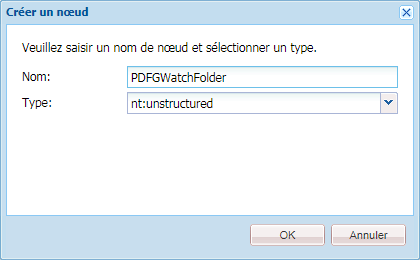 Créer un nœud
Veuillez saisir un nom de nœud et sélectionner un type.
Nom: PDFGWatchFolder
Type: nt:unstructured
OK Annuler